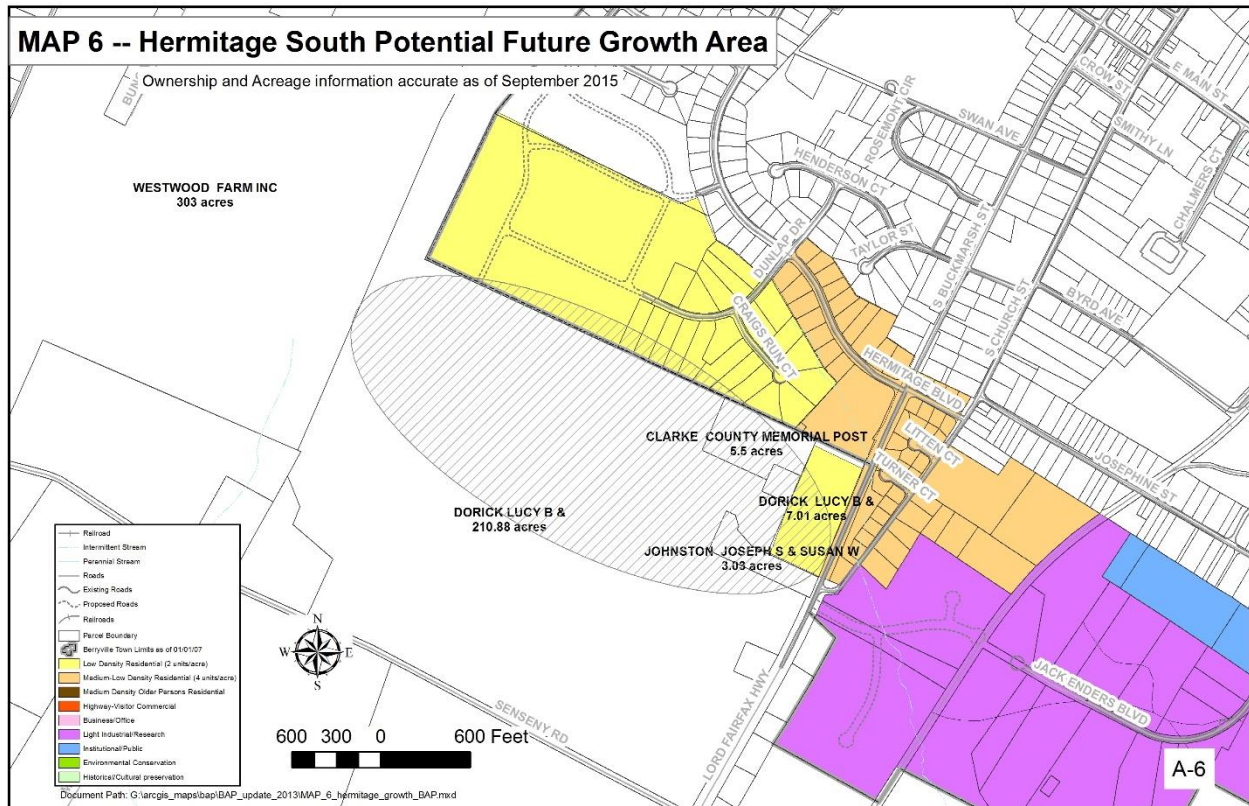 MAP 6 -- Hermitage South Potential Future Growth Area
Ownership and Acreage information accurate as of September 2015
BUNC
WESTWOOD FARM INC
303 acres
CROW ST
E MAIN ST
SMITHY LN
CHALMERS CT
SWAN AVE
ROSEMONT CIR
HENDERSON CT
TAYLOR ST
DUNLAP DR
S BUCKMARSH ST
S CHURCH ST
BYRD AVE
CRAIGS RUN CT
HERMITAGE BLVD
LITTEN CT
TURNER CT
JOSEPHINE ST
CLARKE COUNTY MEMORIAL POST
5.5 acres
DORICK LUCY B &
7.01 acres
DORICK LUCY B &
210.88 acres
JOHNSTON JOSEPH S & SUSAN W
3.03 acres
JACK ENDERS BLVD
LORD FAIRFAX HWY
SENSENY RD
Railroad
Intermittent Stream
Perennial Stream
Roads
Existing Roads
Proposed Roads
Railroads
Parcel Boundary
Berryville Town Limits as of 01/01/07
Low Density Residential (2 units/acre)
Medium-Low Density Residential (4 units/acre)
Medium Density Older Persons Residential
Highway-Visitor Commercial
Business/Office
Light Industrial/Research
Institutional/Public
Environmental Conservation
Historical/Cultural preservation
N
W E
S
600 300 0 600 Feet
A-6
Document Path: G:\arcgis_maps\bap\BAP_update_2013\MAP_6_hermitage_growth_BAP.mxd